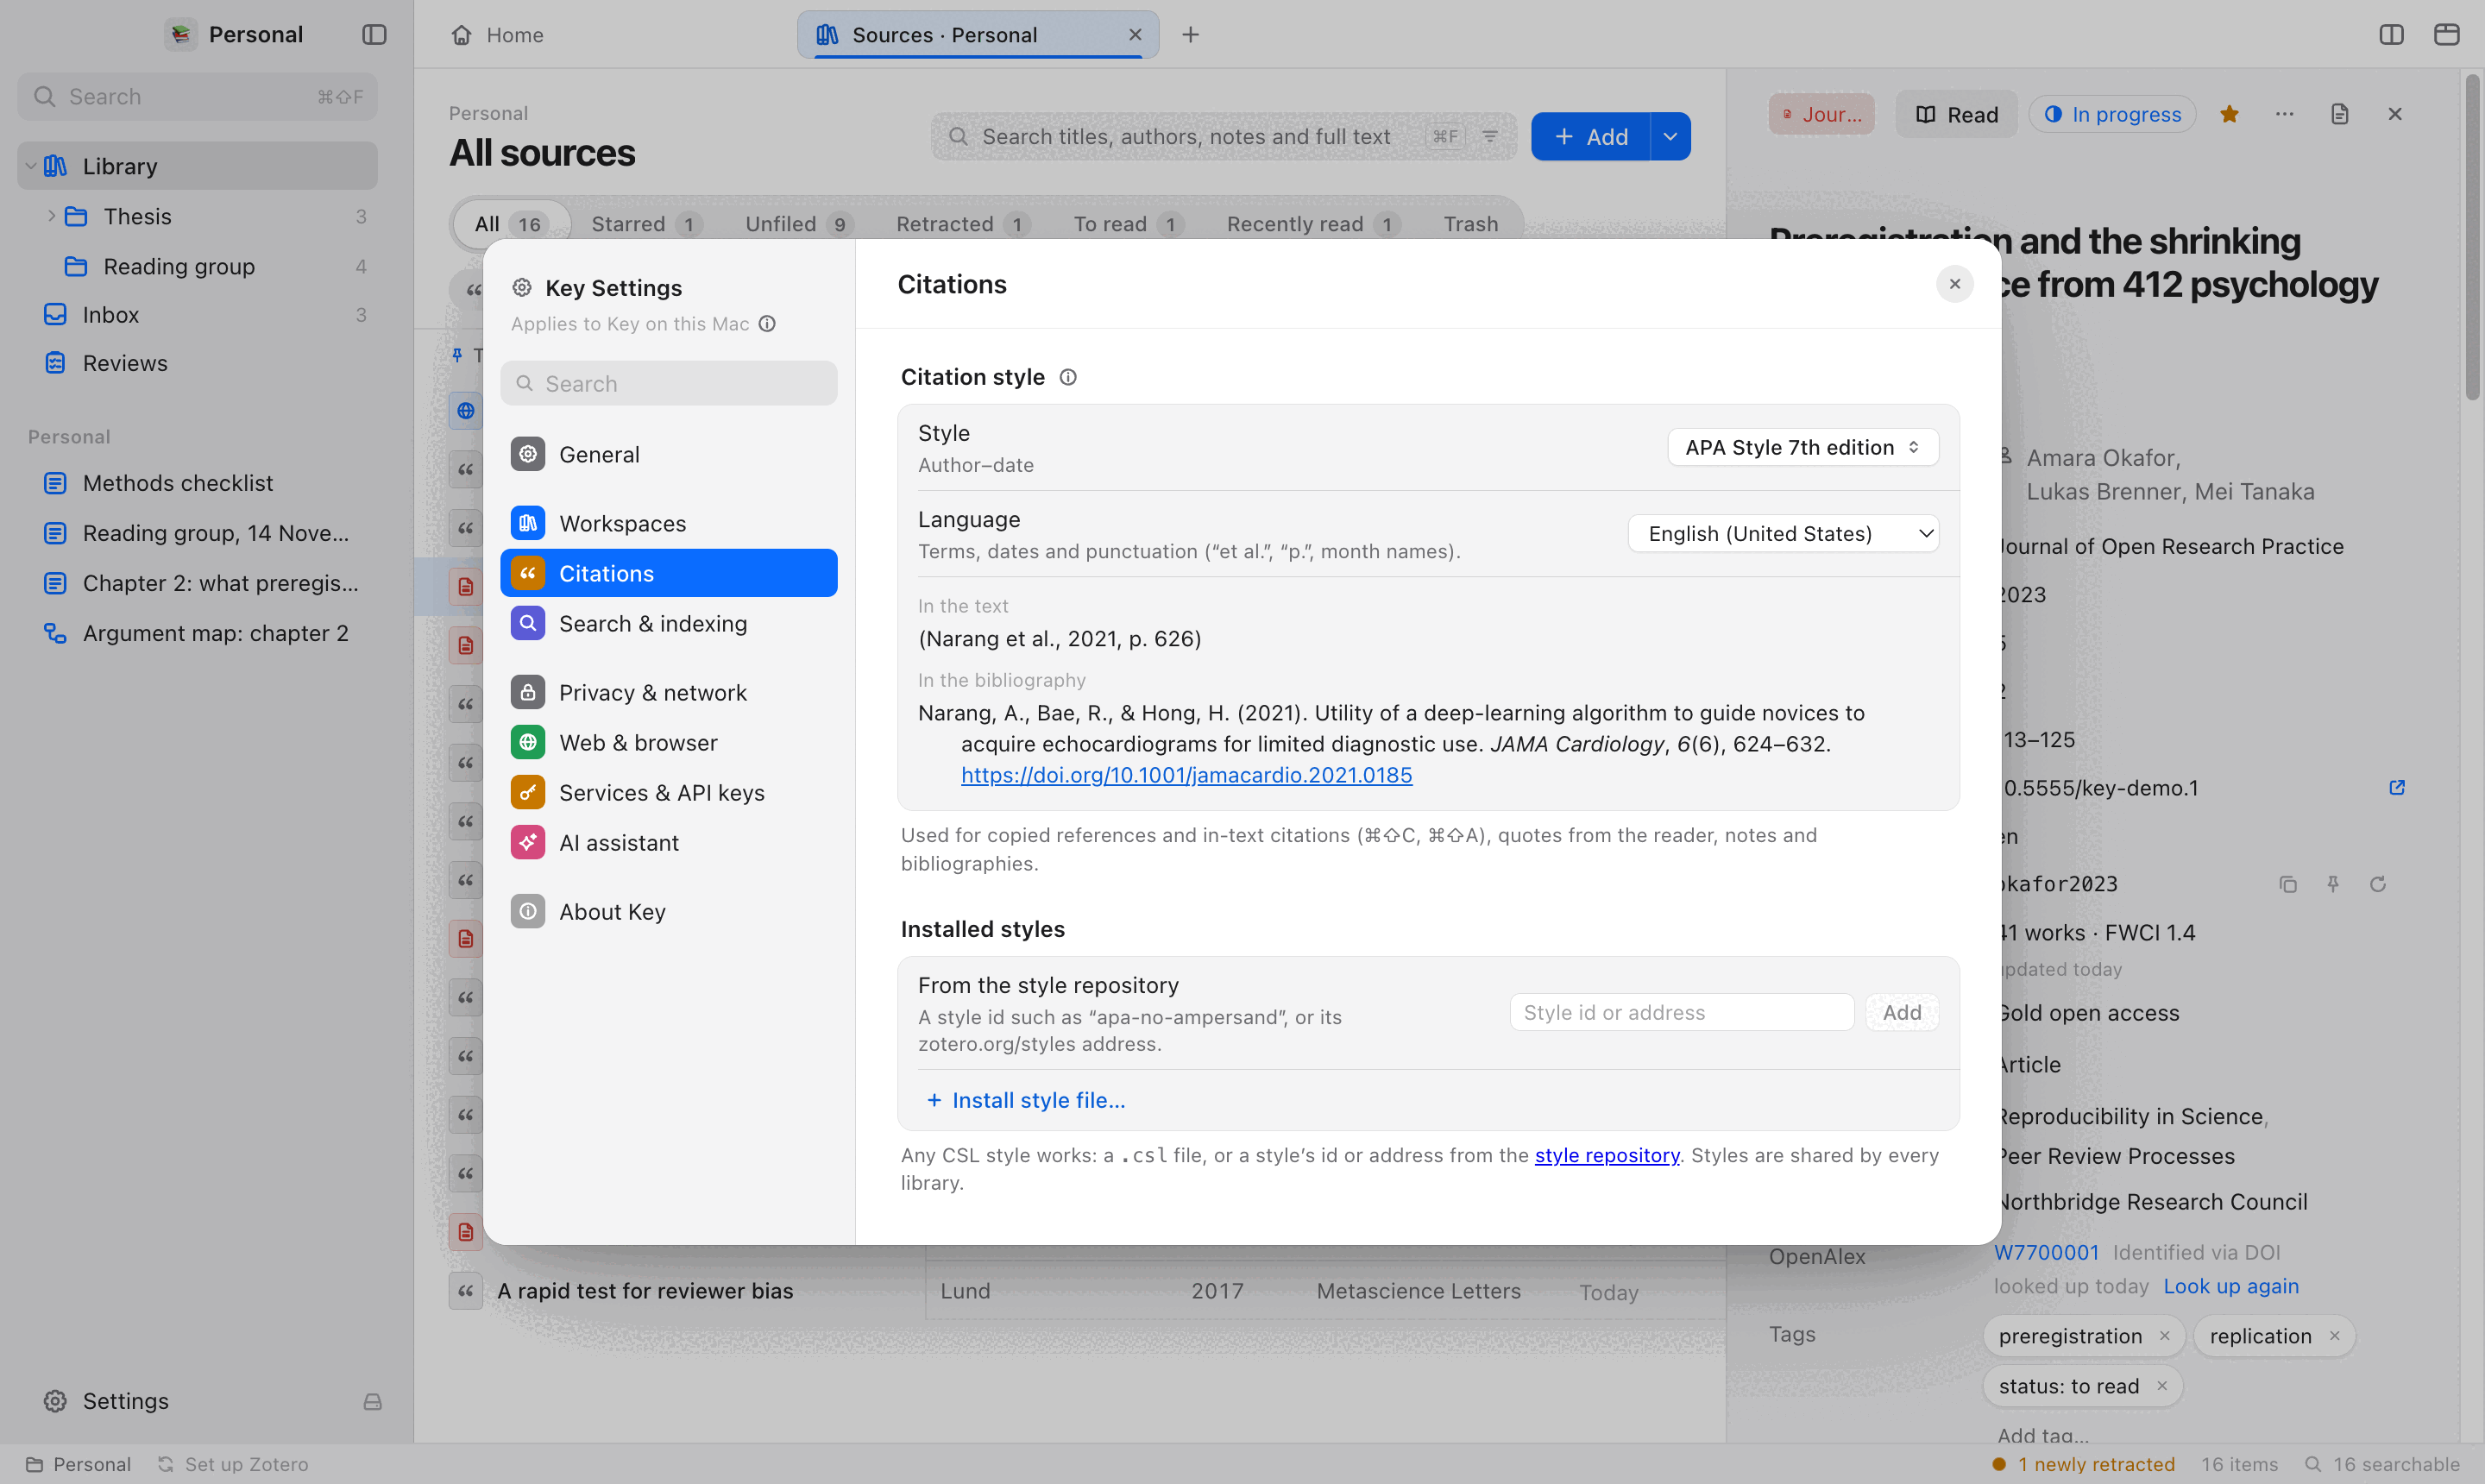 Personal
Search ⌘⇧F
Library
Thesis 3
Reading group 4
Inbox 3
Reviews
Personal
Methods checklist
Reading group, 14 Nove...
Chapter 2: what preregis...
Argument map: chapter 2
Settings
Personal
Set up Zotero
Home
Sources · Personal
Personal
All sources
Search titles, authors, notes and full text ⌘F
Add
All 16
Starred 1
Unfiled 9
Retracted 1
To read 1
Recently read 1
Trash
Key Settings
Applies to Key on this Mac
Search
General
Workspaces
Citations
Search & indexing
Privacy & network
Web & browser
Services & API keys
AI assistant
About Key
Citations
Citation style
Style
Author–date
APA Style 7th edition
Language
Terms, dates and punctuation (“et al.”, “p.”, month names).
English (United States)
In the text
(Narang et al., 2021, p. 626)
In the bibliography
Narang, A., Bae, R., & Hong, H. (2021). Utility of a deep-learning algorithm to guide novices to
acquire echocardiograms for limited diagnostic use. JAMA Cardiology, 6(6), 624–632.
https://doi.org/10.1001/jamacardio.2021.0185
Used for copied references and in-text citations (⌘⇧C, ⌘⇧A), quotes from the reader, notes and
bibliographies.
Installed styles
From the style repository
A style id such as “apa-no-ampersand”, or its
zotero.org/styles address.
Style id or address
Add
+ Install style file...
Any CSL style works: a .csl file, or a style’s id or address from the style repository. Styles are shared by every
library.
A rapid test for reviewer bias Lund 2017 Metascience Letters Today
Jour...
Read
In progress
Preregistration and the shrinking
from 412 psychology
Amara Okafor,
Lukas Brenner, Mei Tanaka
Journal of Open Research Practice
2023
13–125
0.5555/key-demo.1
en
okafor2023
41 works · FWCI 1.4
updated today
Gold open access
Article
Reproducibility in Science,
Peer Review Processes
Northbridge Research Council
OpenAlex
W7700001 Identified via DOI
looked up today Look up again
Tags
preregistration
replication
status: to read
Add tag...
1 newly retracted
16 items
16 searchable